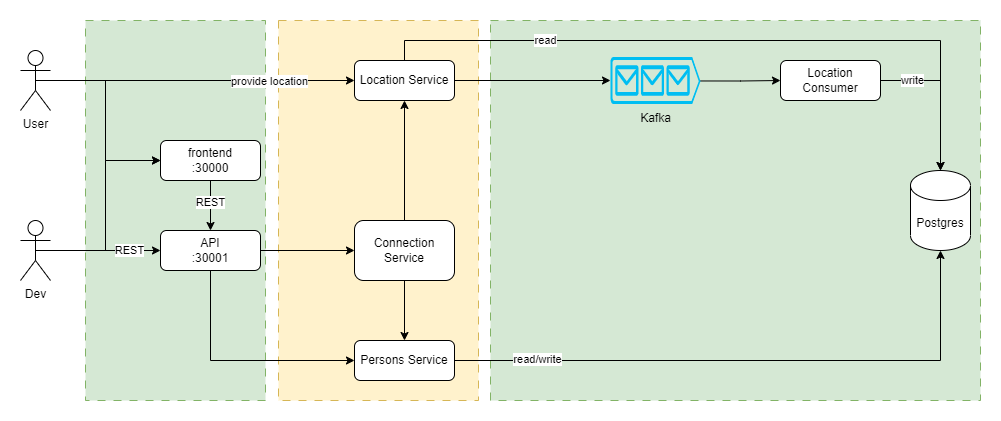 read
provide location
Location Service
Location
Consumer
write
User
Kafka
frontend
:30000
REST
REST
API
:30001
Connection
Service
Postgres
Dev
Persons Service
read/write